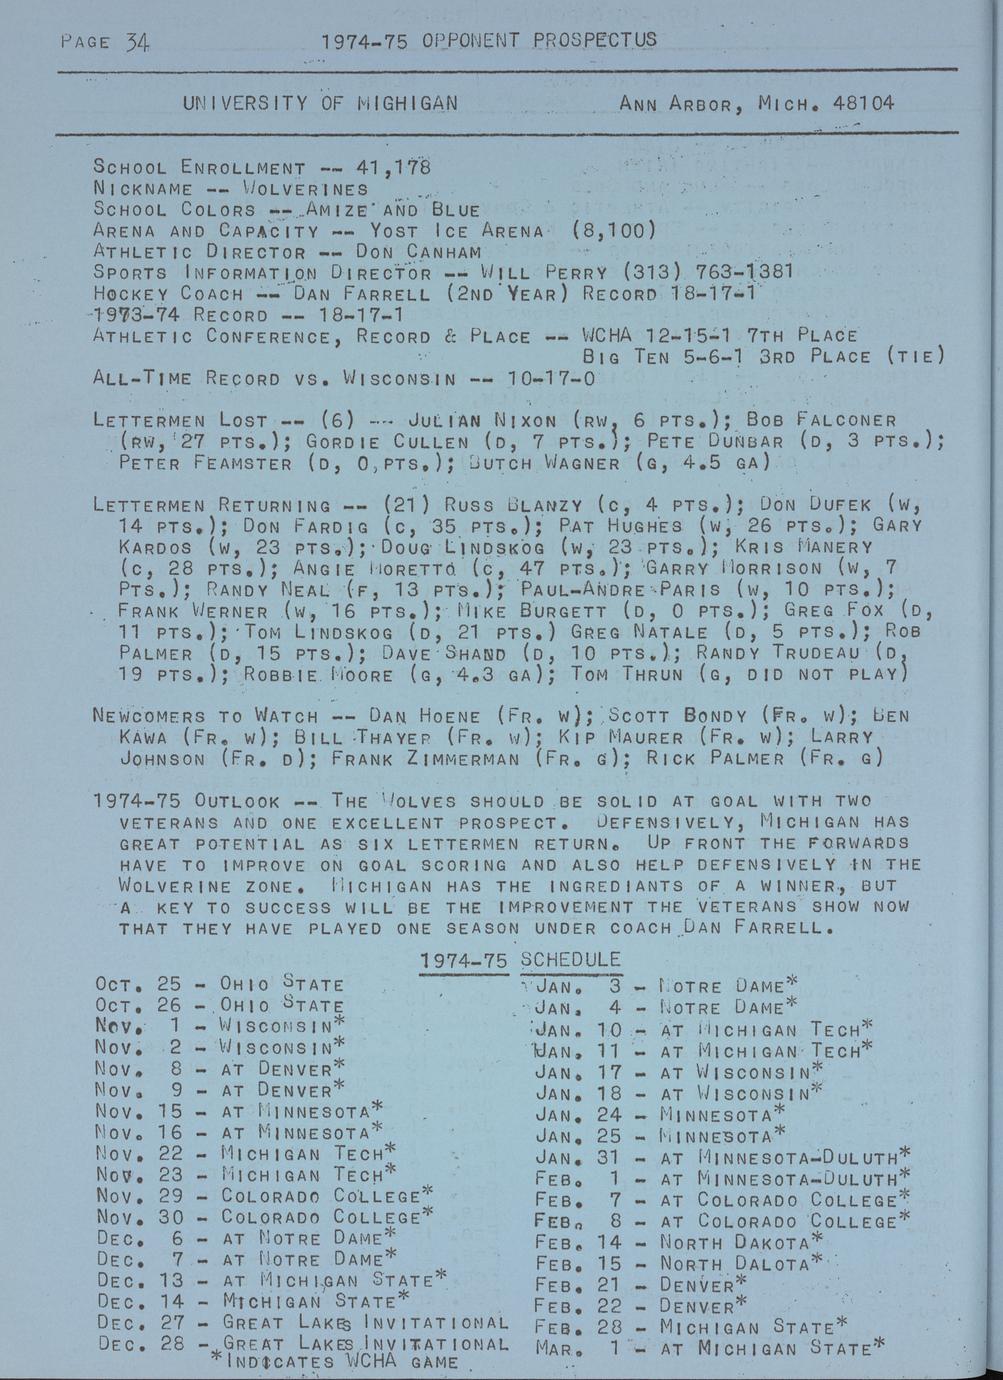 PAGE 34
1974-75 OPPONENT PROSPECTUS
UNIVERSITY OF MIGHIGAN ANN ARBOR, MICH. 48104
SCHOOL ENROLLMENT -- 41,178
NICKNAME -- WOLVERINES
SCHOOL COLORS -- AMIZE AND BLUE
ARENA AND CAPACITY -- YOST ICE ARENA (8,100)
ATHLETIC DIRECTOR -- DON CANHAM
SPORTS INFORMATION DIRECTOR -- WILL PERRY (313) 763-1381
HOCKEY COACH -- DAN FARRELL (2ND YEAR) RECORD 18-17-1
1973-74 RECORD -- 18-17-1
ATHLETIC CONFERENCE, RECORD & PLACE -- WCHA 12-15-1 7TH PLACE
BIG TEN 5-6-1 3RD PLACE (TIE)
ALL-TIME RECORD VS. WISCONSIN -- 10-17-0
LETTERMEN LOST -- (6) -- JULIAN NIXON (RW, 6 PTS.); BOB FALCONER
(RW, 27 PTS.); GORDIE CULLEN (D, 7 PTS.); PETE DUNBAR (D, 3 PTS.);
PETER FEAMSTER (D, 0,PTS.); BUTCH WAGNER (G, 4.5 GA)
LETTERMEN RETURNING -- (21) RUSS BLANZY (C, 4 PTS.); DON DUFEK (W,
14 PTS.); DON FARDIG (C, 35 PTS.); PAT HUGHES (W, 26 PTS.); GARY
KARDOS (W, 23 PTS.); DOUG LINDSKOG (W, 23 PTS.); KRIS MANERY
(C, 28 PTS.); ANGIE MORETTO (C, 47 PTS.); GARRY MORRISON (W, 7
PTS.); RANDY NEAL (F, 13 PTS.); PAUL-ANDRE PARIS (W, 10 PTS.);
FRANK WERNER (W, 16 PTS.); MIKE BURGETT (D, 0 PTS.); GREG FOX (D,
11 PTS.); TOM LINDSKOG (D, 21 PTS.) GREG NATALE (D, 5 PTS.); ROB
PALMER (D, 15 PTS.); DAVE SHAND (D, 10 PTS.); RANDY TRUDEAU (D,
19 PTS.); ROBBIE MOORE (G, 4.3 GA); TOM THRUN (G, DID NOT PLAY)
NEWCOMERS TO WATCH -- DAN HOENE (FR. W); SCOTT BONDY (FR. W); BEN
KAWA (FR. W); BILL THAYER (FR. W); KIP MAURER (FR. W); LARRY
JOHNSON (FR. D); FRANK ZIMMERMAN (FR. G); RICK PALMER (FR. G)
1974-75 OUTLOOK -- THE WOLVES SHOULD BE SOLID AT GOAL WITH TWO
VETERANS AND ONE EXCELLENT PROSPECT. DEFENSIVELY, MICHIGAN HAS
GREAT POTENTIAL AS SIX LETTERMEN RETURN. UP FRONT THE FORWARDS
HAVE TO IMPROVE ON GOAL SCORING AND ALSO HELP DEFENSIVELY IN THE
WOLVERINE ZONE. MICHIGAN HAS THE INGREDIANTS OF A WINNER, BUT
A KEY TO SUCCESS WILL BE THE IMPROVEMENT THE VETERANS SHOW NOW
THAT THEY HAVE PLAYED ONE SEASON UNDER COACH DAN FARRELL.
1974-75 SCHEDULE
OCT. 25 - OHIO STATE
OCT. 26 - OHIO STATE
NOV. 1 - WISCONSIN*
NOV. 2 - WISCONSIN*
NOV. 8 - AT DENVER*
NOV. 9 - AT DENVER*
NOV. 15 - AT MINNESOTA*
NOV. 16 - AT MINNESOTA*
NOV. 22 - MICHIGAN TECH*
NOV. 23 - MICHIGAN TECH*
NOV. 29 - COLORADO COLLEGE*
NOV. 30 - COLORADO COLLEGE*
DEC. 6 - AT NOTRE DAME*
DEC. 7 - AT NOTRE DAME*
DEC. 13 - AT MICHIGAN STATE*
DEC. 14 - MICHIGAN STATE*
DEC. 27 - GREAT LAKES INVITATIONAL
DEC. 28 - GREAT LAKES INVITATIONAL
*INDICATES WCHA GAME
JAN. 3 - NOTRE DAME*
JAN. 4 - NOTRE DAME*
JAN. 10 - AT MICHIGAN TECH*
JAN. 11 - AT MICHIGAN TECH*
JAN. 17 - AT WISCONSIN*
JAN. 18 - AT WISCONSIN*
JAN. 24 - MINNESOTA*
JAN. 25 - MINNESOTA*
JAN. 31 - AT MINNESOTA-DULUTH*
FEB. 1 - AT MINNESOTA-DULUTH*
FEB. 7 - AT COLORADO COLLEGE*
FEB. 8 - AT COLORADO COLLEGE*
FEB. 14 - NORTH DAKOTA*
FEB. 15 - NORTH DALOTA*
FEB. 21 - DENVER*
FEB. 22 - DENVER*
FEB. 28 - MICHIGAN STATE*
MAR. 1 - AT MICHIGAN STATE*